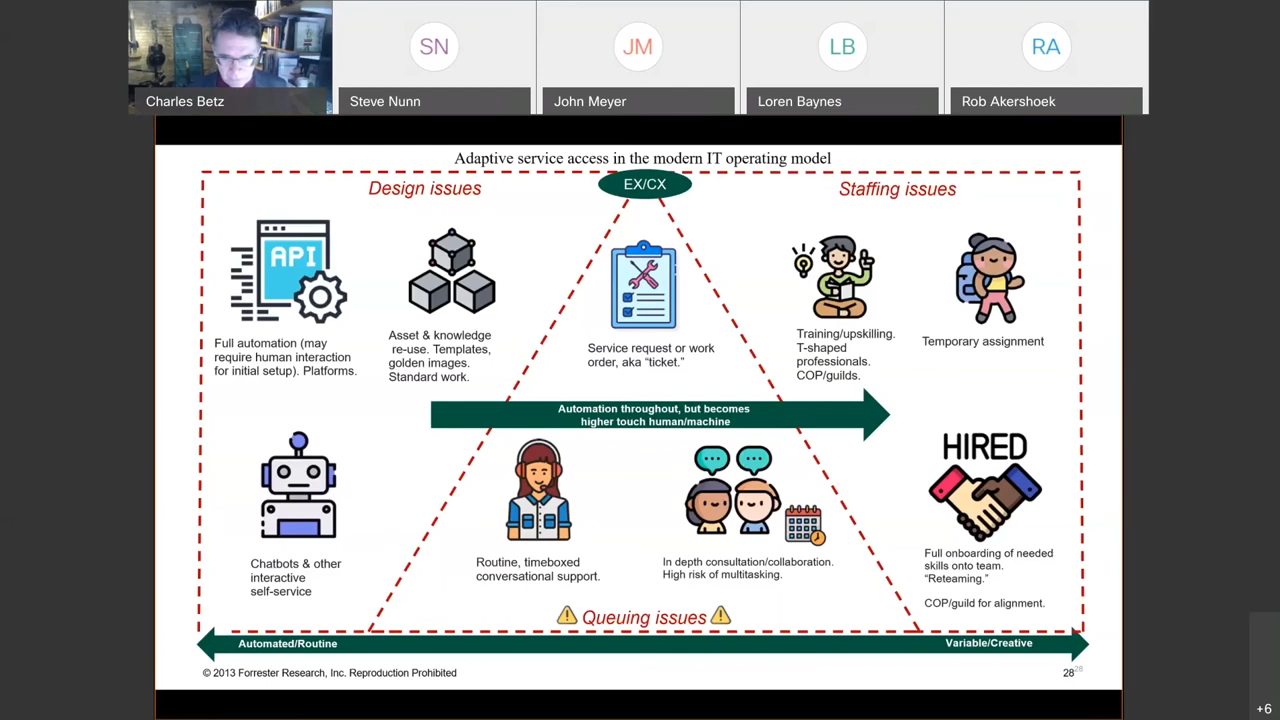 SN
JM
LB
RA
Charles Betz
Steve Nunn
John Meyer
Loren Baynes
Rob Akershoek
Adaptive service access in the modern IT operating model
Design issues
EX/CX
Staffing issues
API
Full automation (may
require human interaction
for initial setup). Platforms.
Asset & knowledge
re-use. Templates,
golden images.
Standard work.
Service request or work
order, aka “ticket.”
Training/upskilling.
T-shaped
professionals.
COP/guilds.
Temporary assignment
Automation throughout, but becomes
higher touch human/machine
HIRED
Chatbots & other
interactive
self-service
Routine, timeboxed
conversational support.
In depth consultation/collaboration.
High risk of multitasking.
Full onboarding of needed
skills onto team.
“Reteaming.”
COP/guild for alignment.
Queuing issues
Automated/Routine
Variable/Creative
© 2013 Forrester Research, Inc. Reproduction Prohibited
28
28
+6